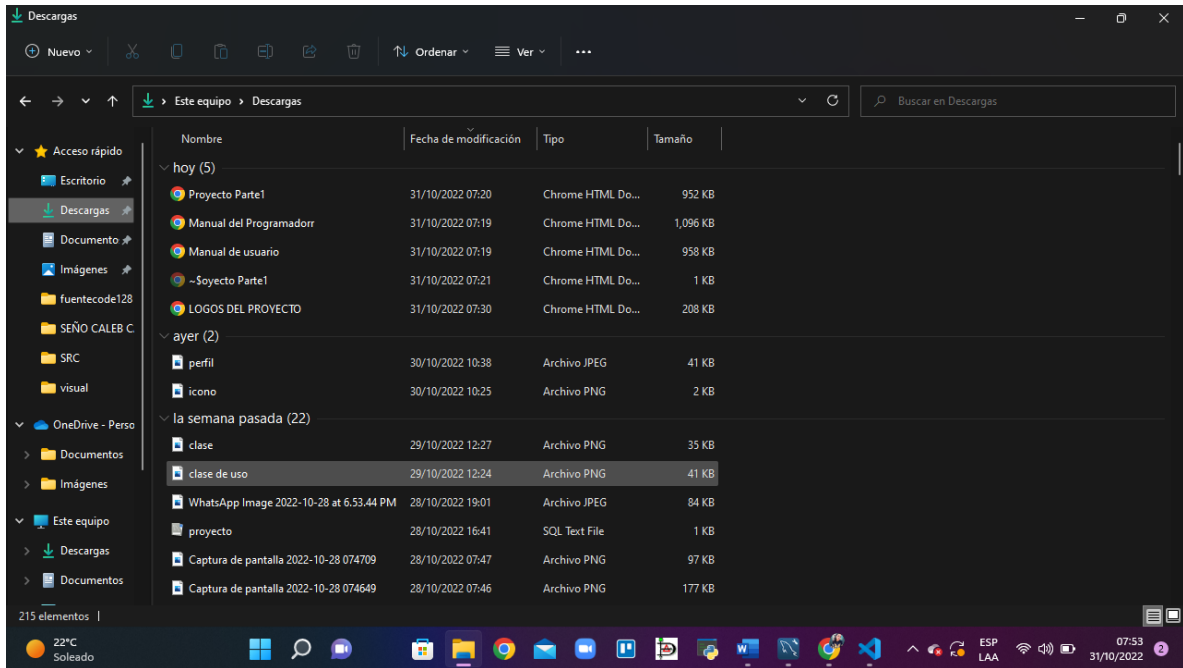 Descargas
Nuevo Ordenar Ver
Este equipo > Descargas Buscar en Descargas
Nombre Fecha de modificación Tipo Tamaño
Acceso rápido
Escritorio
Descargas
Documento
Imágenes
fuentecode128
SEÑO CALEB C
SRC
visual
OneDrive - Perso
Documentos
Imágenes
Este equipo
Descargas
Documentos
hoy (5)
Proyecto Parte1 31/10/2022 07:20 Chrome HTML Do... 952 KB
Manual del Programadorr 31/10/2022 07:19 Chrome HTML Do... 1,096 KB
Manual de usuario 31/10/2022 07:19 Chrome HTML Do... 958 KB
~$oyecto Parte1 31/10/2022 07:21 Chrome HTML Do... 1 KB
LOGOS DEL PROYECTO 31/10/2022 07:30 Chrome HTML Do... 208 KB
ayer (2)
perfil 30/10/2022 10:38 Archivo JPEG 41 KB
icono 30/10/2022 10:25 Archivo PNG 2 KB
la semana pasada (22)
clase 29/10/2022 12:27 Archivo PNG 35 KB
clase de uso 29/10/2022 12:24 Archivo PNG 41 KB
WhatsApp Image 2022-10-28 at 6.53.44 PM 28/10/2022 19:01 Archivo JPEG 84 KB
proyecto 28/10/2022 16:41 SQL Text File 1 KB
Captura de pantalla 2022-10-28 074709 28/10/2022 07:47 Archivo PNG 97 KB
Captura de pantalla 2022-10-28 074649 28/10/2022 07:46 Archivo PNG 177 KB
215 elementos
22°C
Soleado
ESP
LAA
07:53
31/10/2022
2